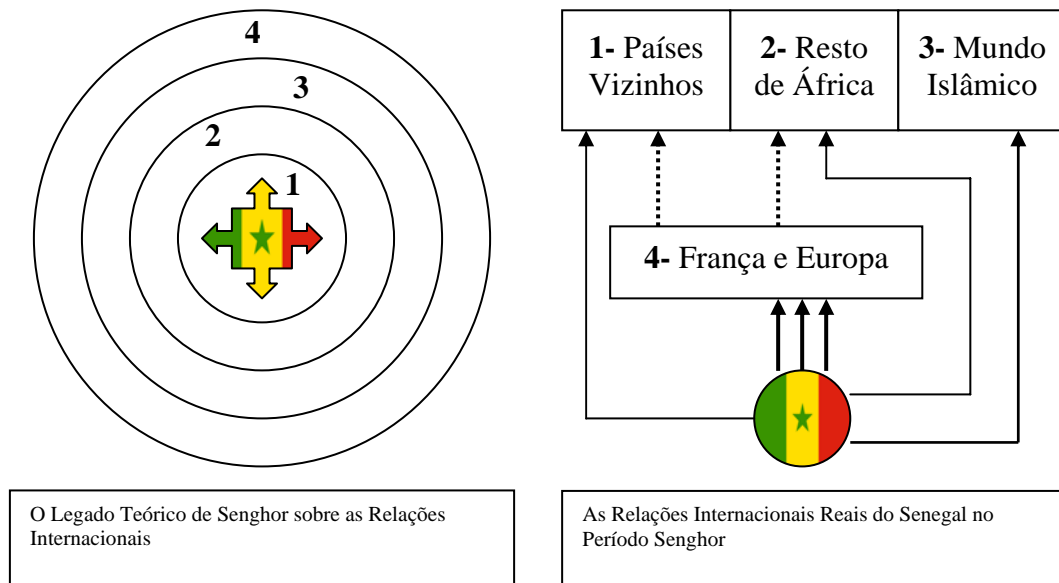 4
3
2
1
O Legado Teórico de Senghor sobre as Relações
Internacionais
1- Países
Vizinhos
2- Resto
de África
3- Mundo
Islâmico
4- França e Europa
As Relações Internacionais Reais do Senegal no
Período Senghor